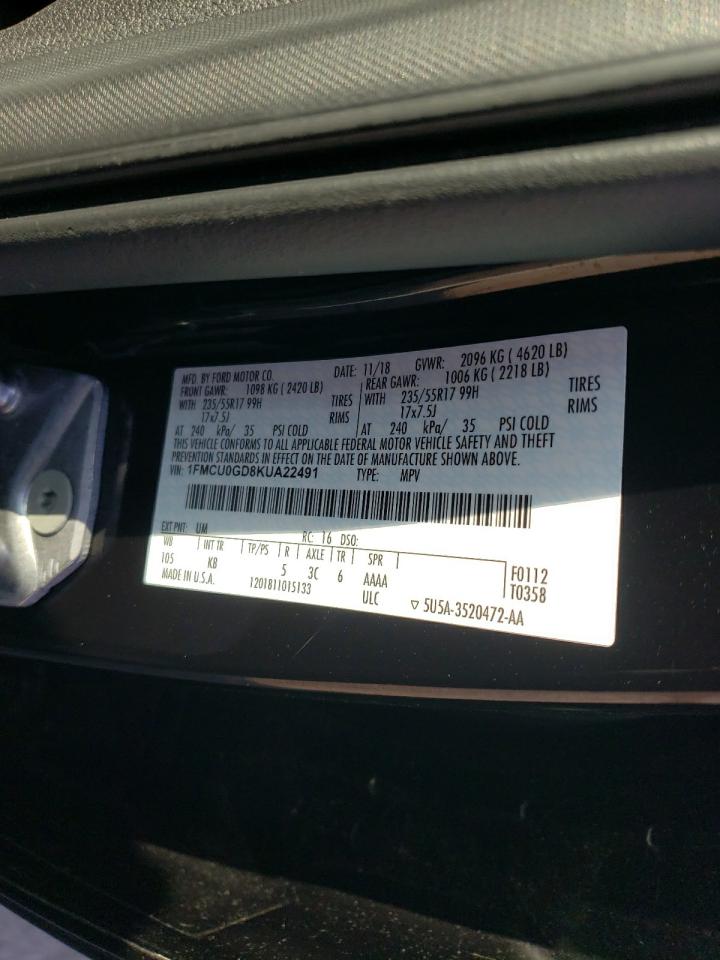 MFD. BY FORD MOTOR CO. DATE: 11/18 GVWR: 2096 KG ( 4620 LB)
FRONT GAWR: 1098 KG ( 2420 LB) REAR GAWR: 1006 KG ( 2218 LB)
WITH 235/55R17 99H TIRES WITH 235/55R17 99H TIRES
17x7.5J RIMS 17x7.5J RIMS
AT 240 kPa/ 35 PSI COLD AT 240 kPa/ 35 PSI COLD
THIS VEHICLE CONFORMS TO ALL APPLICABLE FEDERAL MOTOR VEHICLE SAFETY AND THEFT
PREVENTION STANDARDS IN EFFECT ON THE DATE OF MANUFACTURE SHOWN ABOVE.
VIN: 1FMCU0GD8KUA22491 TYPE: MPV
EXT PNT: UM RC: 16 DSO:
WB INT TR TP/PS R AXLE TR SPR
105 KB 5 3C 6 AAAA F0112
MADE IN U.S.A. 1201811015133 ULC T0358
▽ 5U5A-3520472-AA